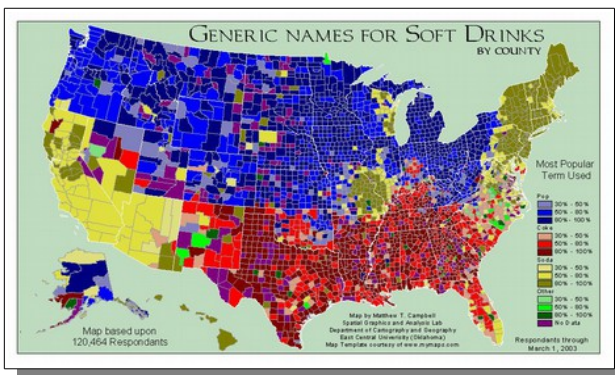 GENERIC NAMES FOR SOFT DRINKS
BY COUNTY
Most Popular
Term Used
Pop
30% - 50%
50% - 80%
80% - 100%
Coke
30% - 50%
50% - 80%
80% - 100%
Soda
30% - 50%
50% - 80%
80% - 100%
Other
30% - 50%
50% - 80%
80% - 100%
No Data
Map based upon
120,464 Respondants
Map by Matthew T. Campbell
Spatial Graphics and Analysis Lab
Department of Cartography and Geography
East Central University (Oklahoma)
Map Template courtesy of www.mymaps.com
Respondents through
March 1, 2003